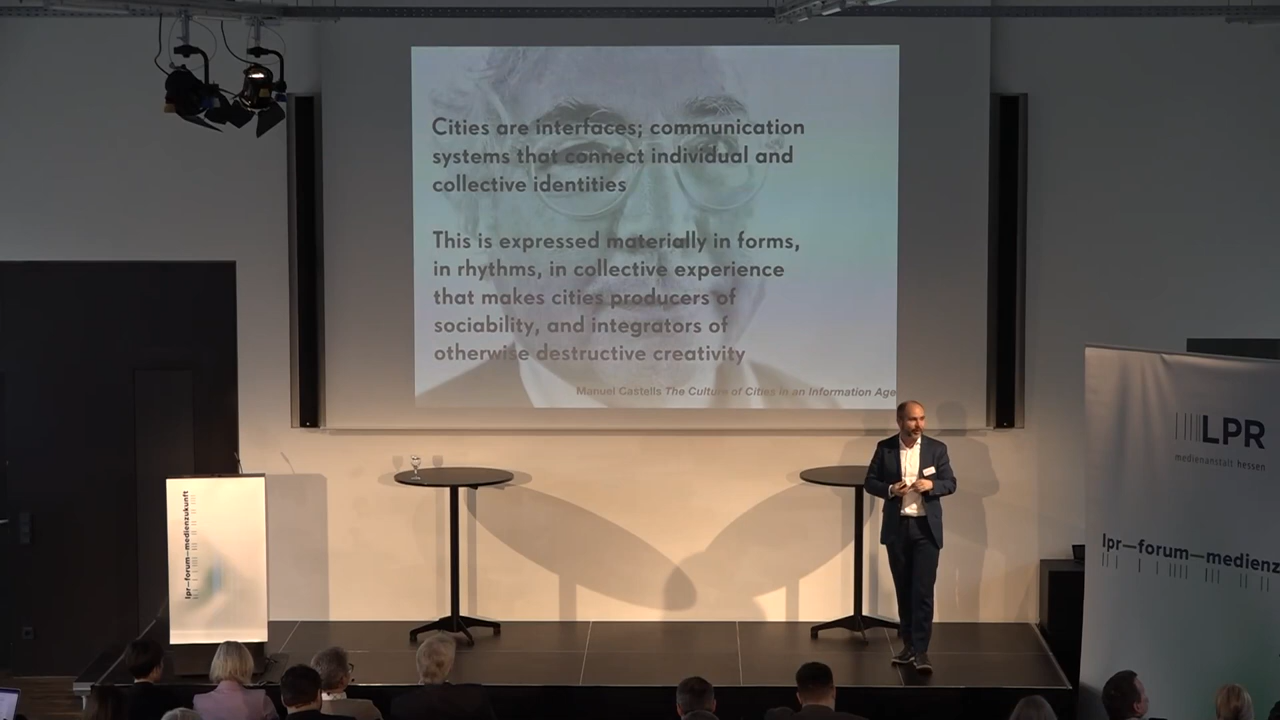 Cities are interfaces; communication
systems that connect individual and
collective identities
This is expressed materially in forms,
in rhythms, in collective experience
that makes cities producers of
sociability, and integrators of
otherwise destructive creativity
Manuel Castells The Culture of Cities in an Information Age
LPR
medienanstalt hessen
lpr—forum—medienz
lpr—forum—medienzukunft